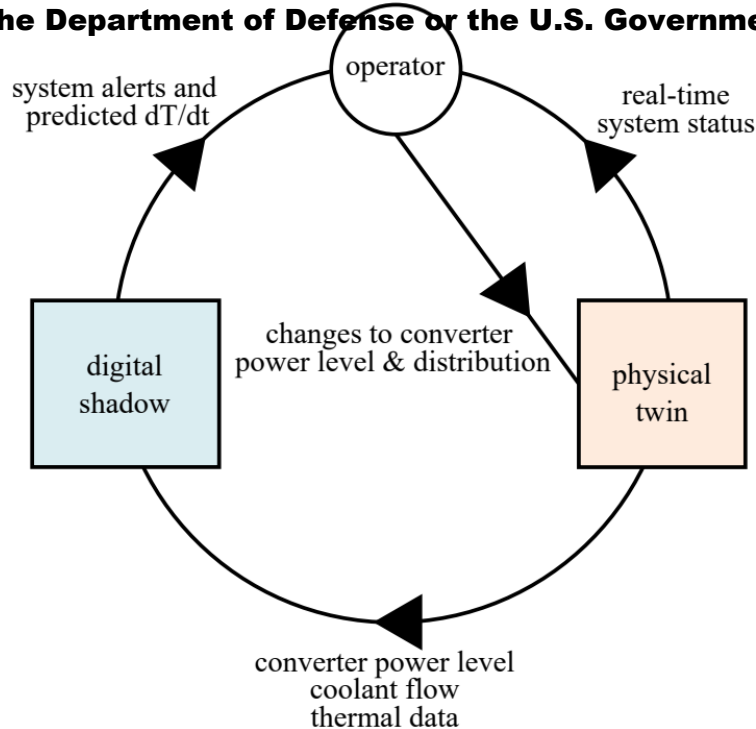 he Department of Defense or the U.S. Governme
operator
system alerts and
predicted dT/dt
real-time
system status
changes to converter
power level & distribution
digital
shadow
physical
twin
converter power level
coolant flow
thermal data